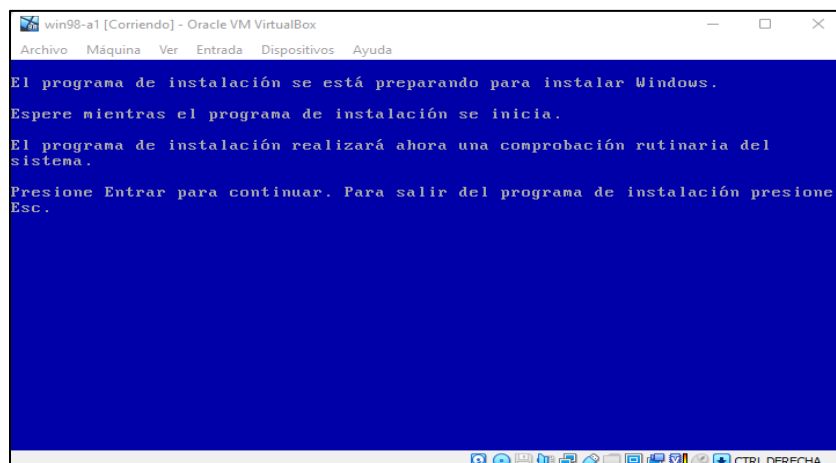 win98-a1 [Corriendo] - Oracle VM VirtualBox
Archivo Máquina Ver Entrada Dispositivos Ayuda
El programa de instalación se está preparando para instalar Windows.
Espere mientras el programa de instalación se inicia.
El programa de instalación realizará ahora una comprobación rutinaria del
sistema.
Presione Entrar para continuar. Para salir del programa de instalación presione
Esc.
CTRL DERECHA